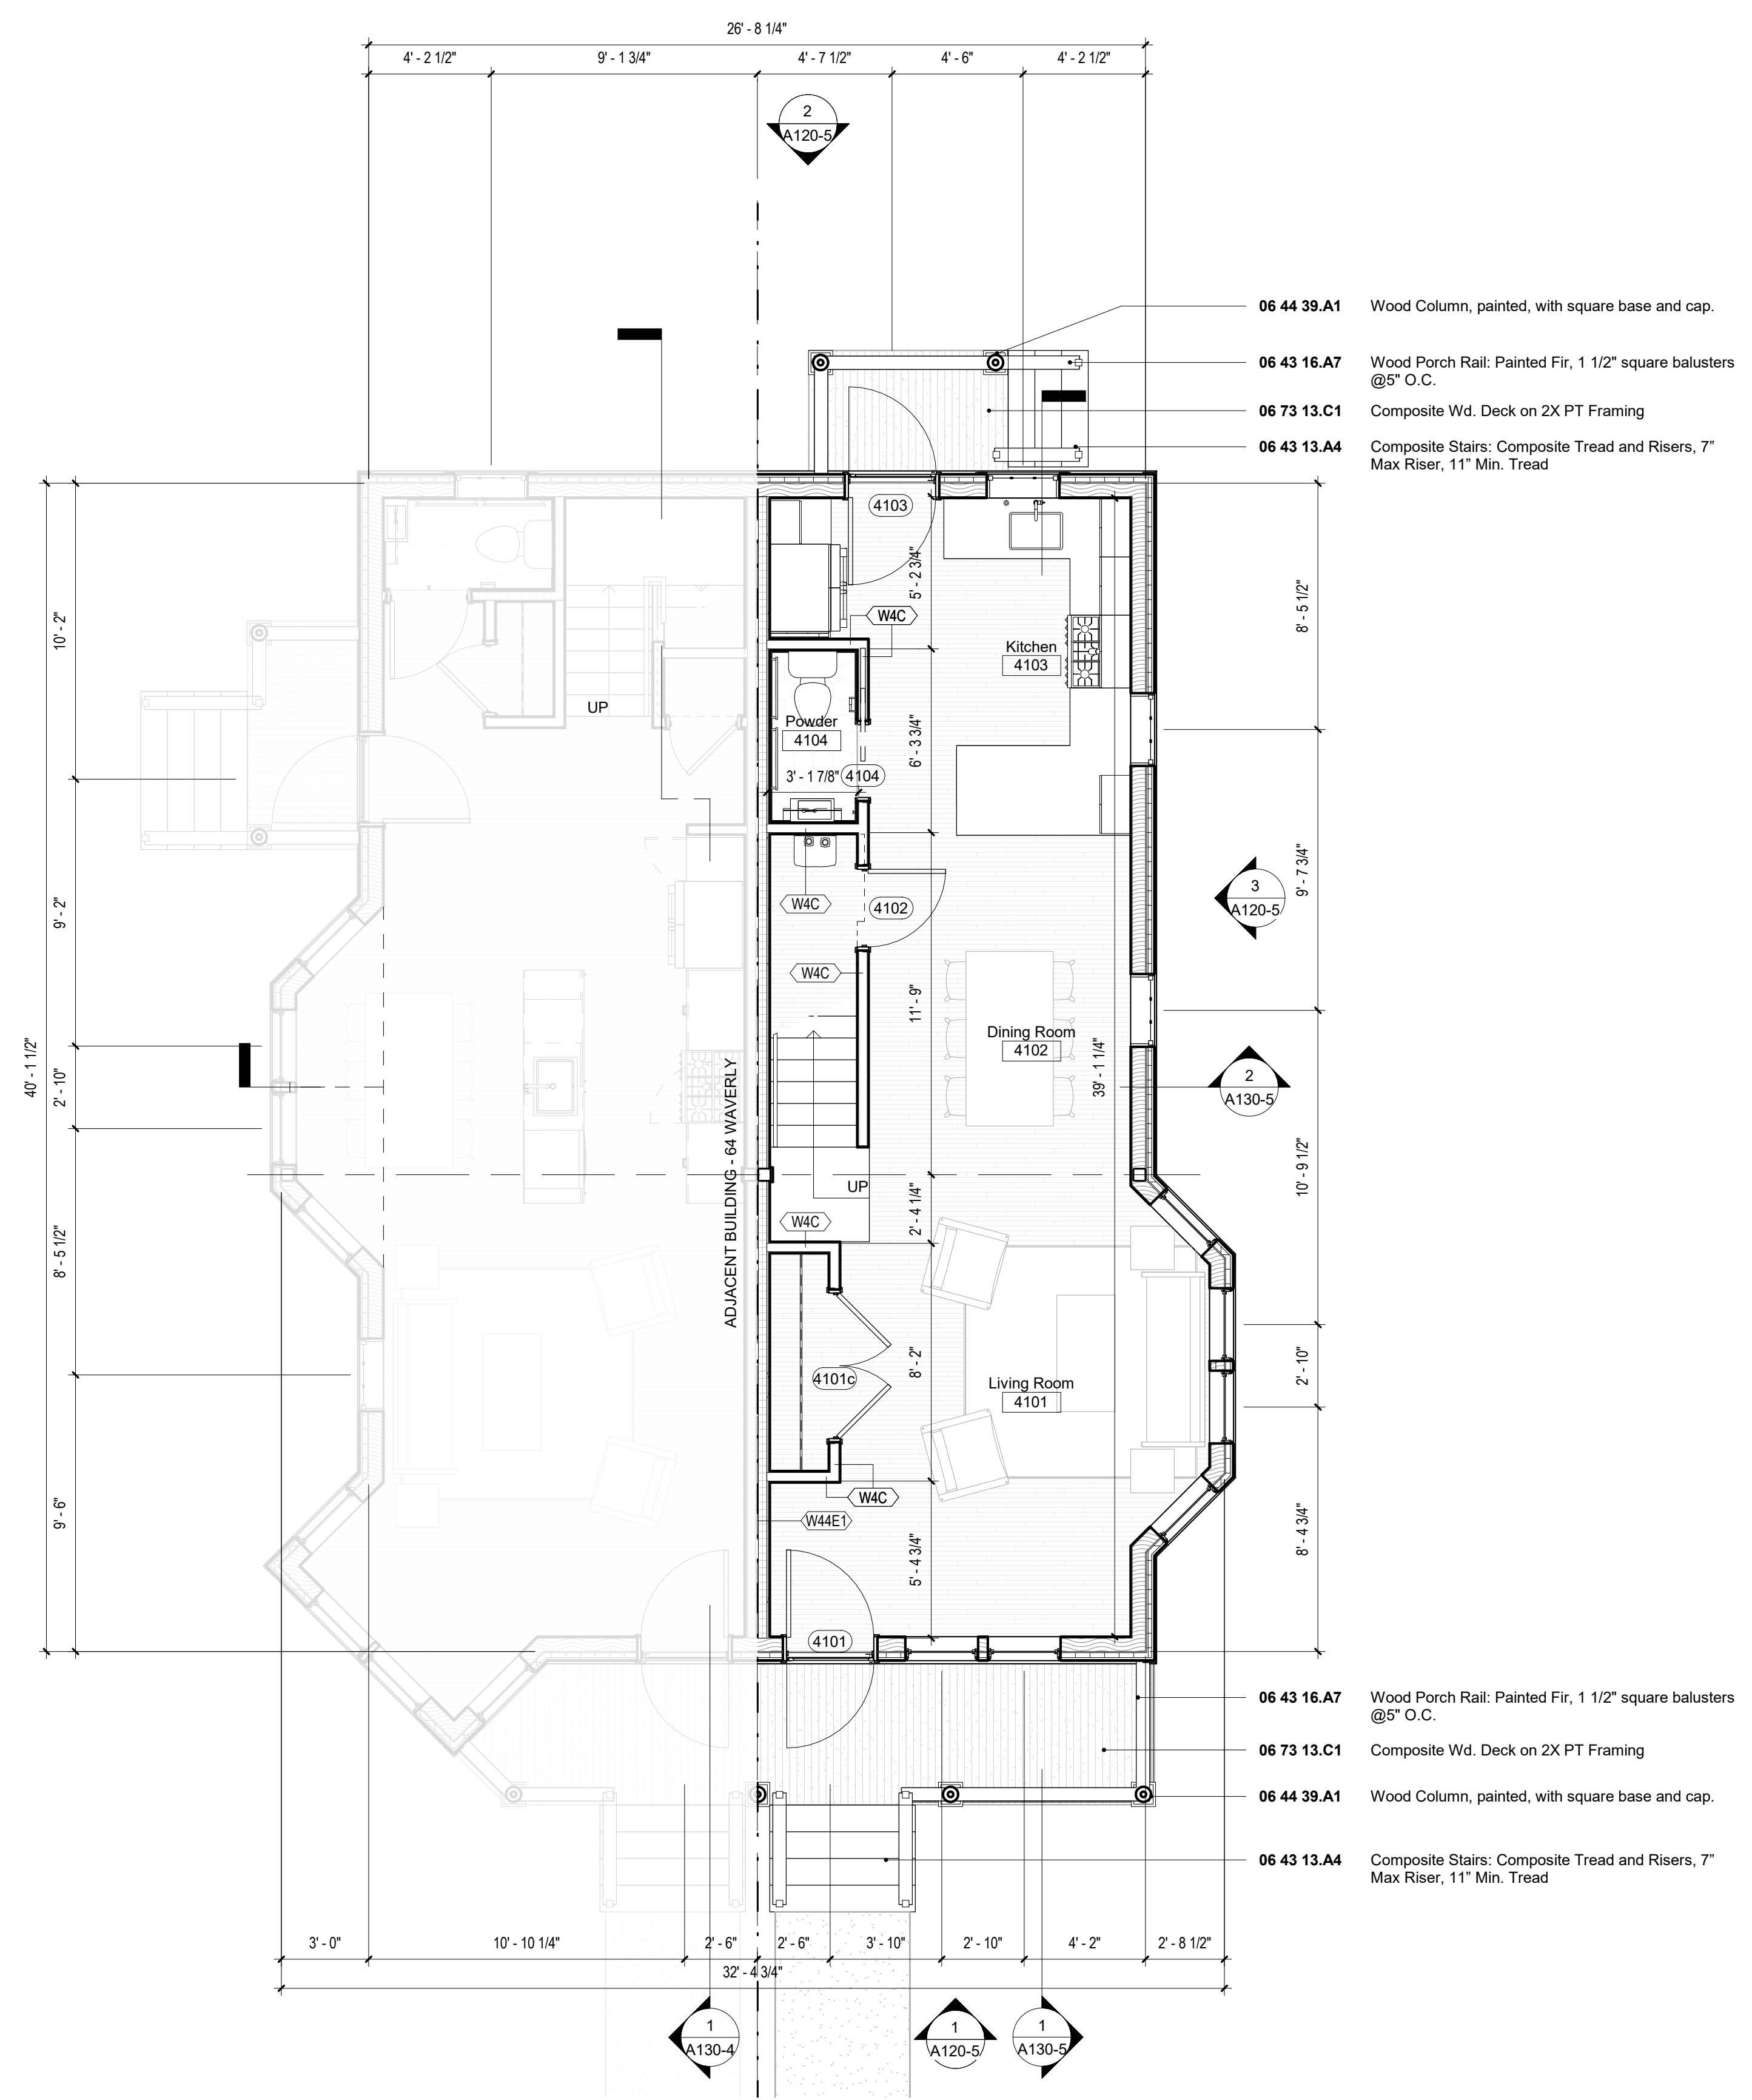 26' - 8 1/4"
4' - 2 1/2"
9' - 1 3/4"
4' - 7 1/2"
4' - 6"
4' - 2 1/2"
2
A120-5
06 44 39.A1 Wood Column, painted, with square base and cap.
06 43 16.A7 Wood Porch Rail: Painted Fir, 1 1/2" square balusters
@5" O.C.
06 73 13.C1 Composite Wd. Deck on 2X PT Framing
06 43 13.A4 Composite Stairs: Composite Tread and Risers, 7”
Max Riser, 11” Min. Tread
4103
5' - 2 3/4"
W4C
Kitchen
4103
8' - 5 1/2"
10' - 2"
UP
Powder
4104
3' - 1 7/8"
4104
6' - 3 3/4"
W4C
4102
9' - 7 3/4"
3
A120-5
9' - 2"
W4C
11' - 9"
Dining Room
4102
39' - 1 1/4"
2
A130-5
40' - 1 1/2"
2' - 10"
ADJACENT BUILDING - 64 WAVERLY
UP
2' - 4 1/4"
10' - 9 1/2"
W4C
8' - 5 1/2"
4101c
8' - 2"
Living Room
4101
2' - 10"
W4C
W44E1
9' - 6"
5' - 4 3/4"
8' - 4 3/4"
4101
06 43 16.A7 Wood Porch Rail: Painted Fir, 1 1/2" square balusters
@5" O.C.
06 73 13.C1 Composite Wd. Deck on 2X PT Framing
06 44 39.A1 Wood Column, painted, with square base and cap.
06 43 13.A4 Composite Stairs: Composite Tread and Risers, 7”
Max Riser, 11” Min. Tread
3' - 0"
10' - 10 1/4"
2' - 6"
2' - 6"
3' - 10"
2' - 10"
4' - 2"
2' - 8 1/2"
32' - 4 3/4"
1
A130-4
1
A120-5
1
A130-5